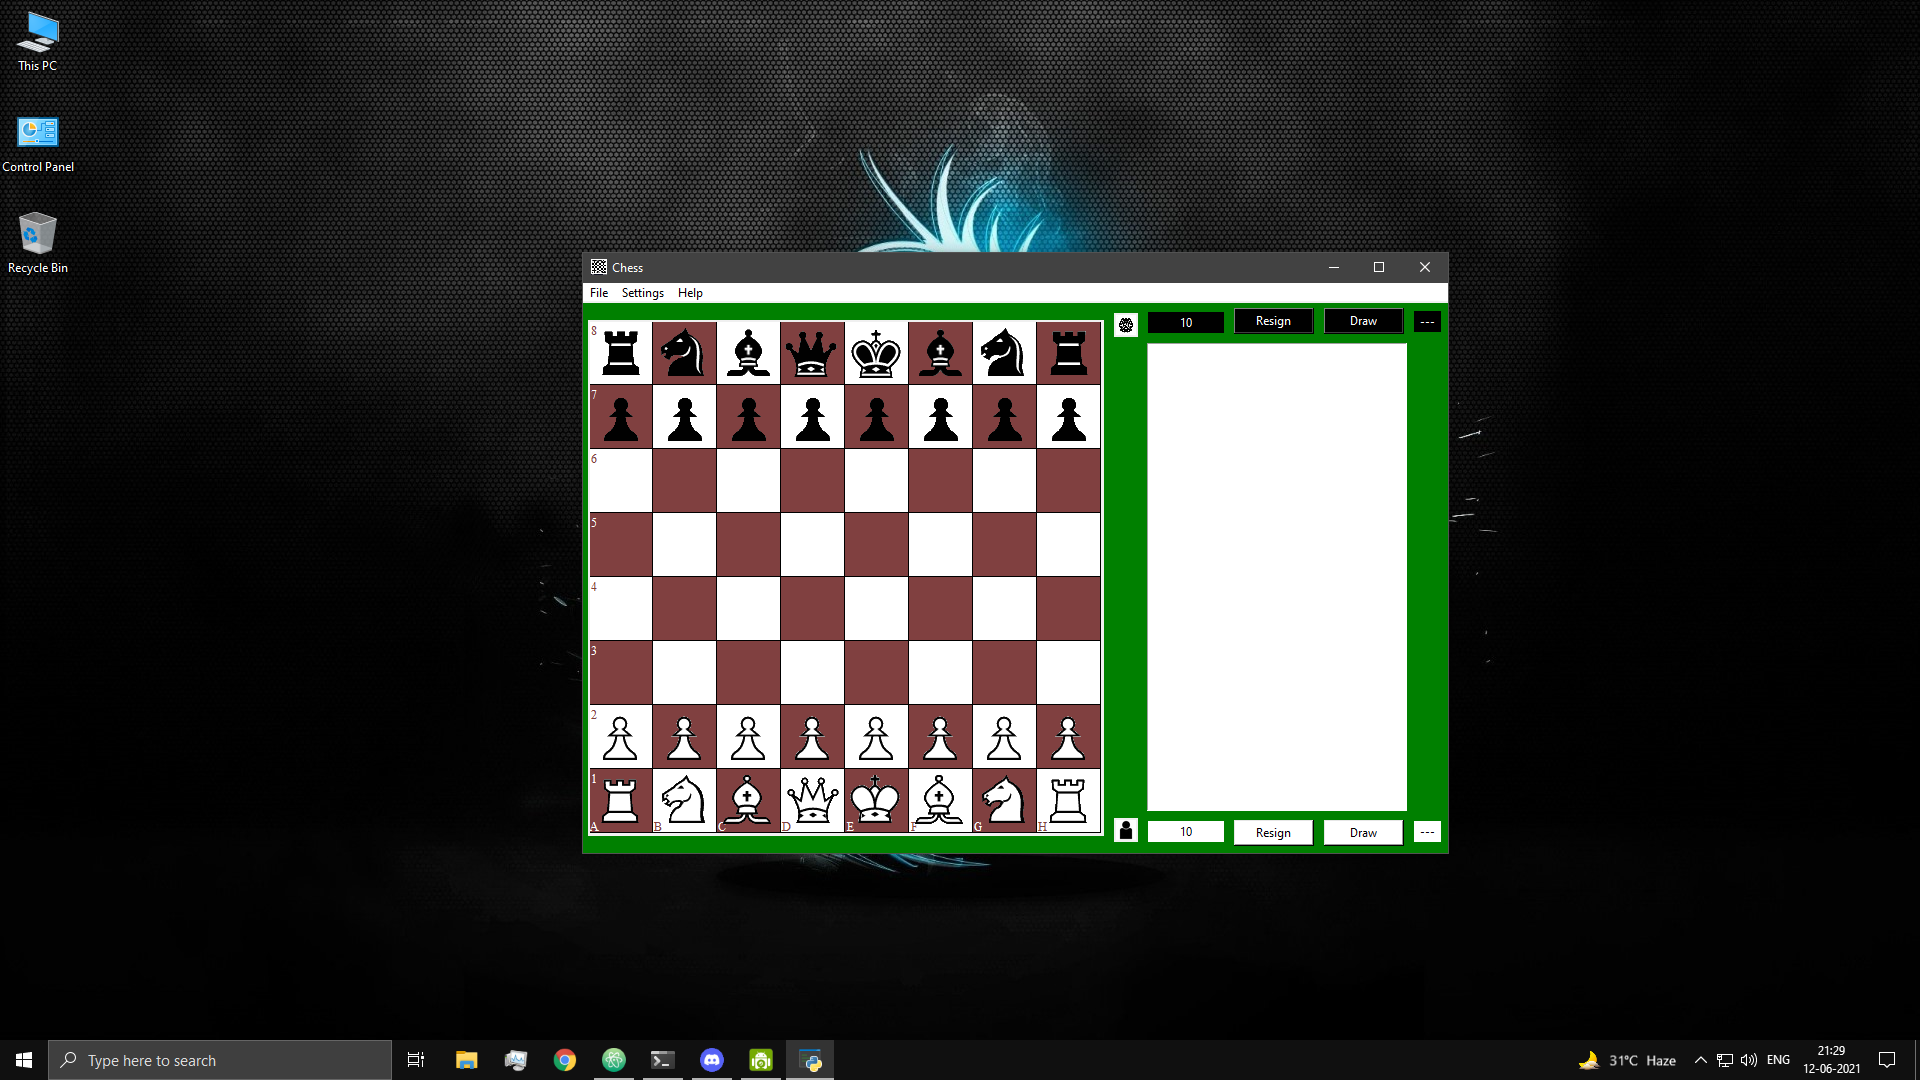 This PC
Control Panel
Recycle Bin
Chess
File Settings Help
8
7
6
5
4
3
2
1
A B C D E F G H
10 Resign Draw ---
10 Resign Draw ---
Type here to search
31°C Haze
ENG
21:29
12-06-2021